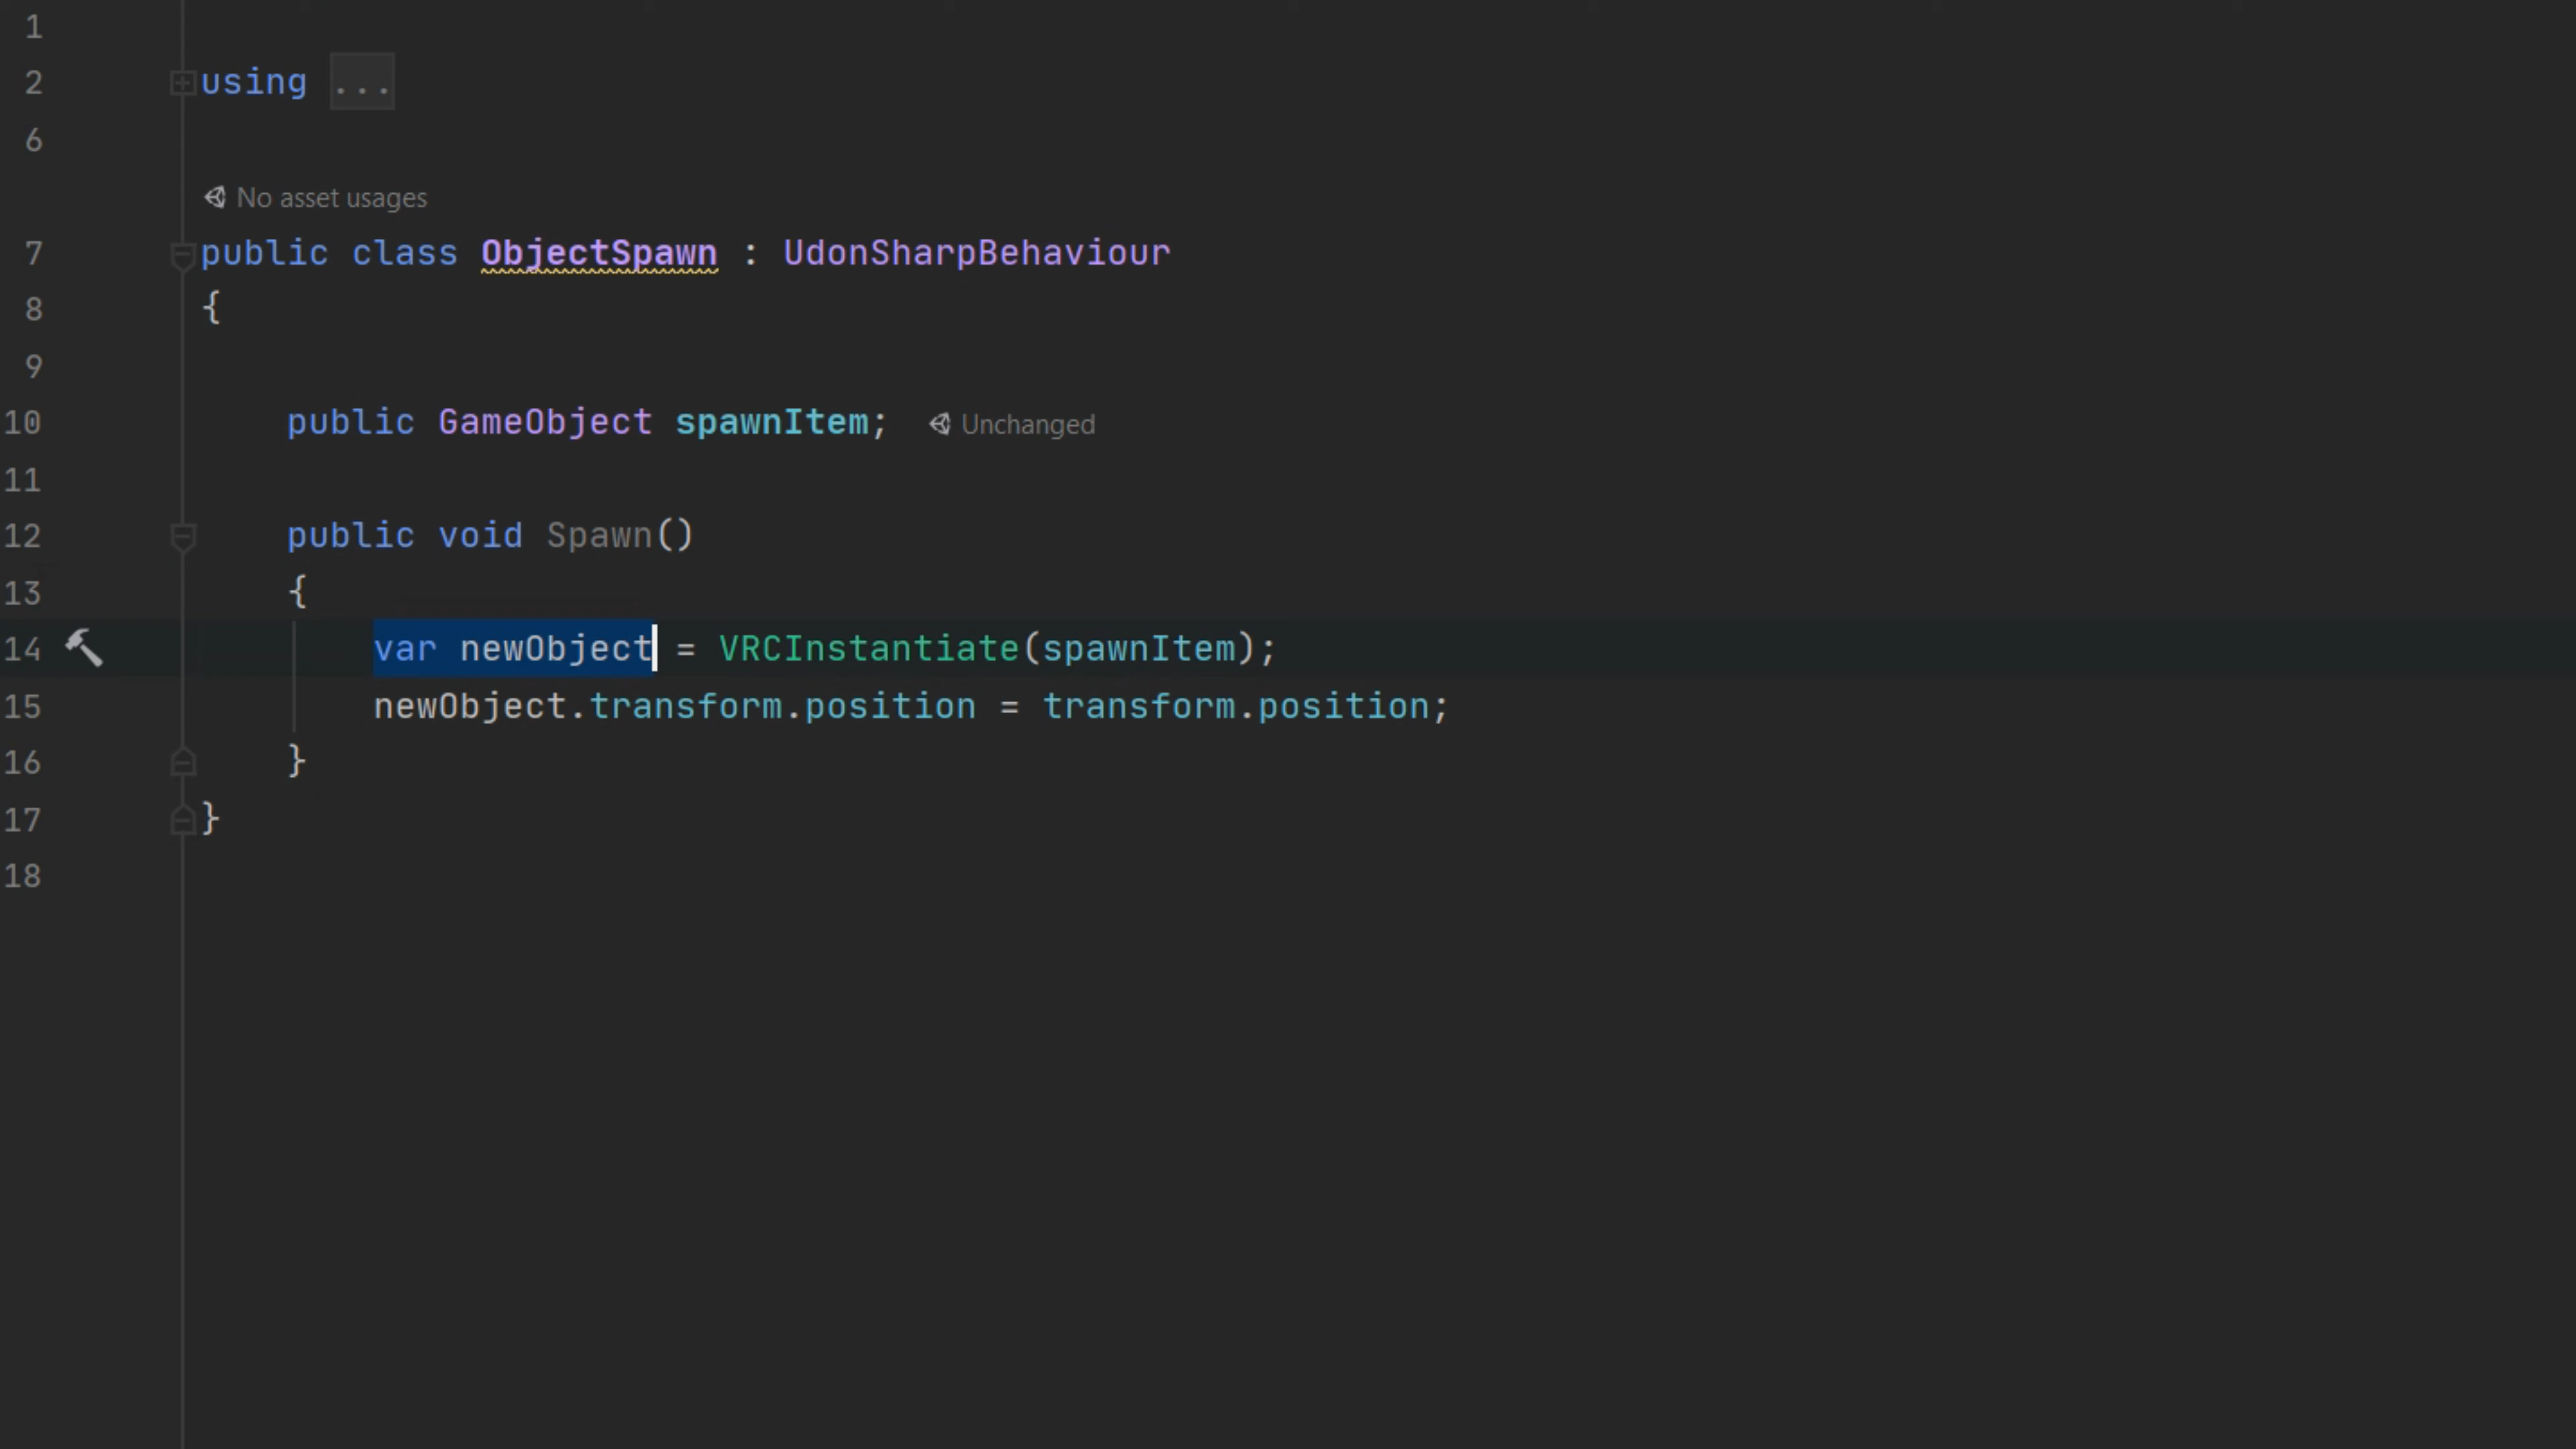 1
2 using ...
6
No asset usages
7 public class ObjectSpawn : UdonSharpBehaviour
8 {
9
10 public GameObject spawnItem; Unchanged
11
12 public void Spawn()
13 {
14 var newObject = VRCInstantiate(spawnItem);
15 newObject.transform.position = transform.position;
16 }
17 }
18